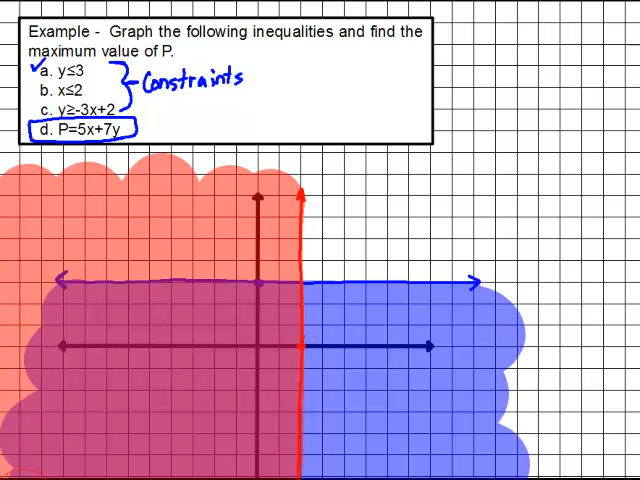 Example - Graph the following inequalities and find the
maximum value of P.
a. y≤3
b. x≤2
c. y≥-3x+2
d. P=5x+7y
Constraints